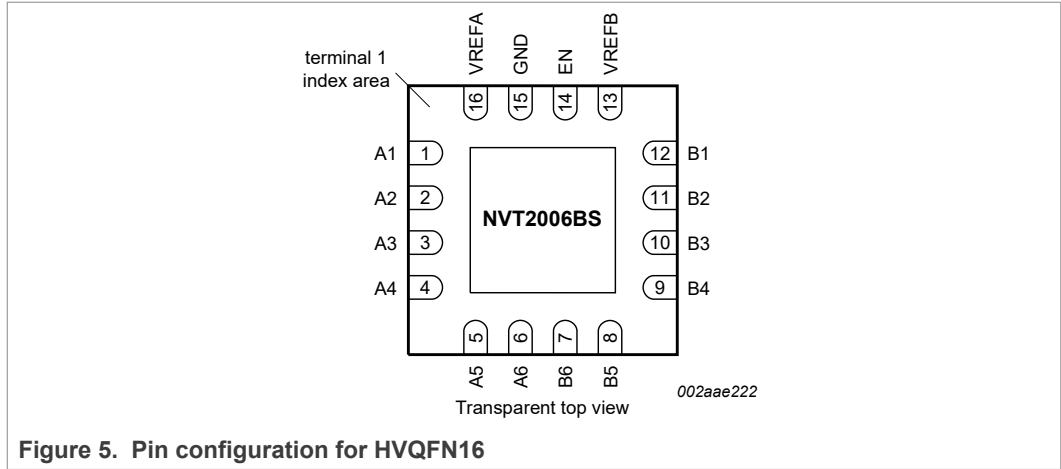 terminal 1
index area
VREFA
GND
EN
VREFB
16
15
14
13
A1 1 12 B1
A2 2 11 B2
A3 3 10 B3
A4 4 9 B4
NVT2006BS
5
6
7
8
A5
A6
B6
B5
002aae222
Transparent top view
Figure 5. Pin configuration for HVQFN16